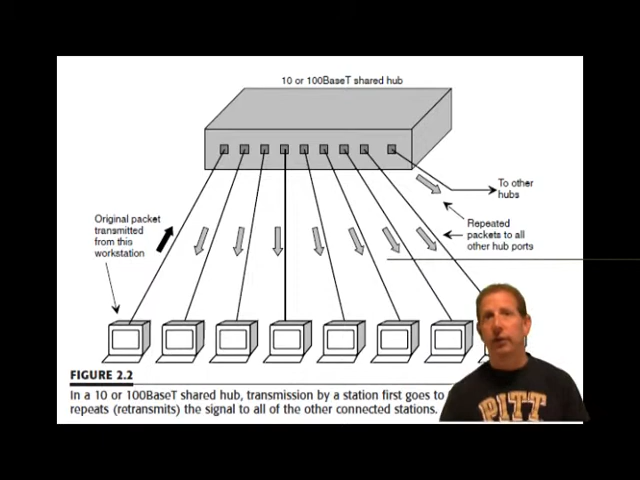 10 or 100BaseT shared hub
To other
hubs
Original packet
transmitted
from this
workstation
Repeated
packets to all
other hub ports
FIGURE 2.2
In a 10 or 100BaseT shared hub, transmission by a station first goes to
repeats (retransmits) the signal to all of the other connected stations.
PITT